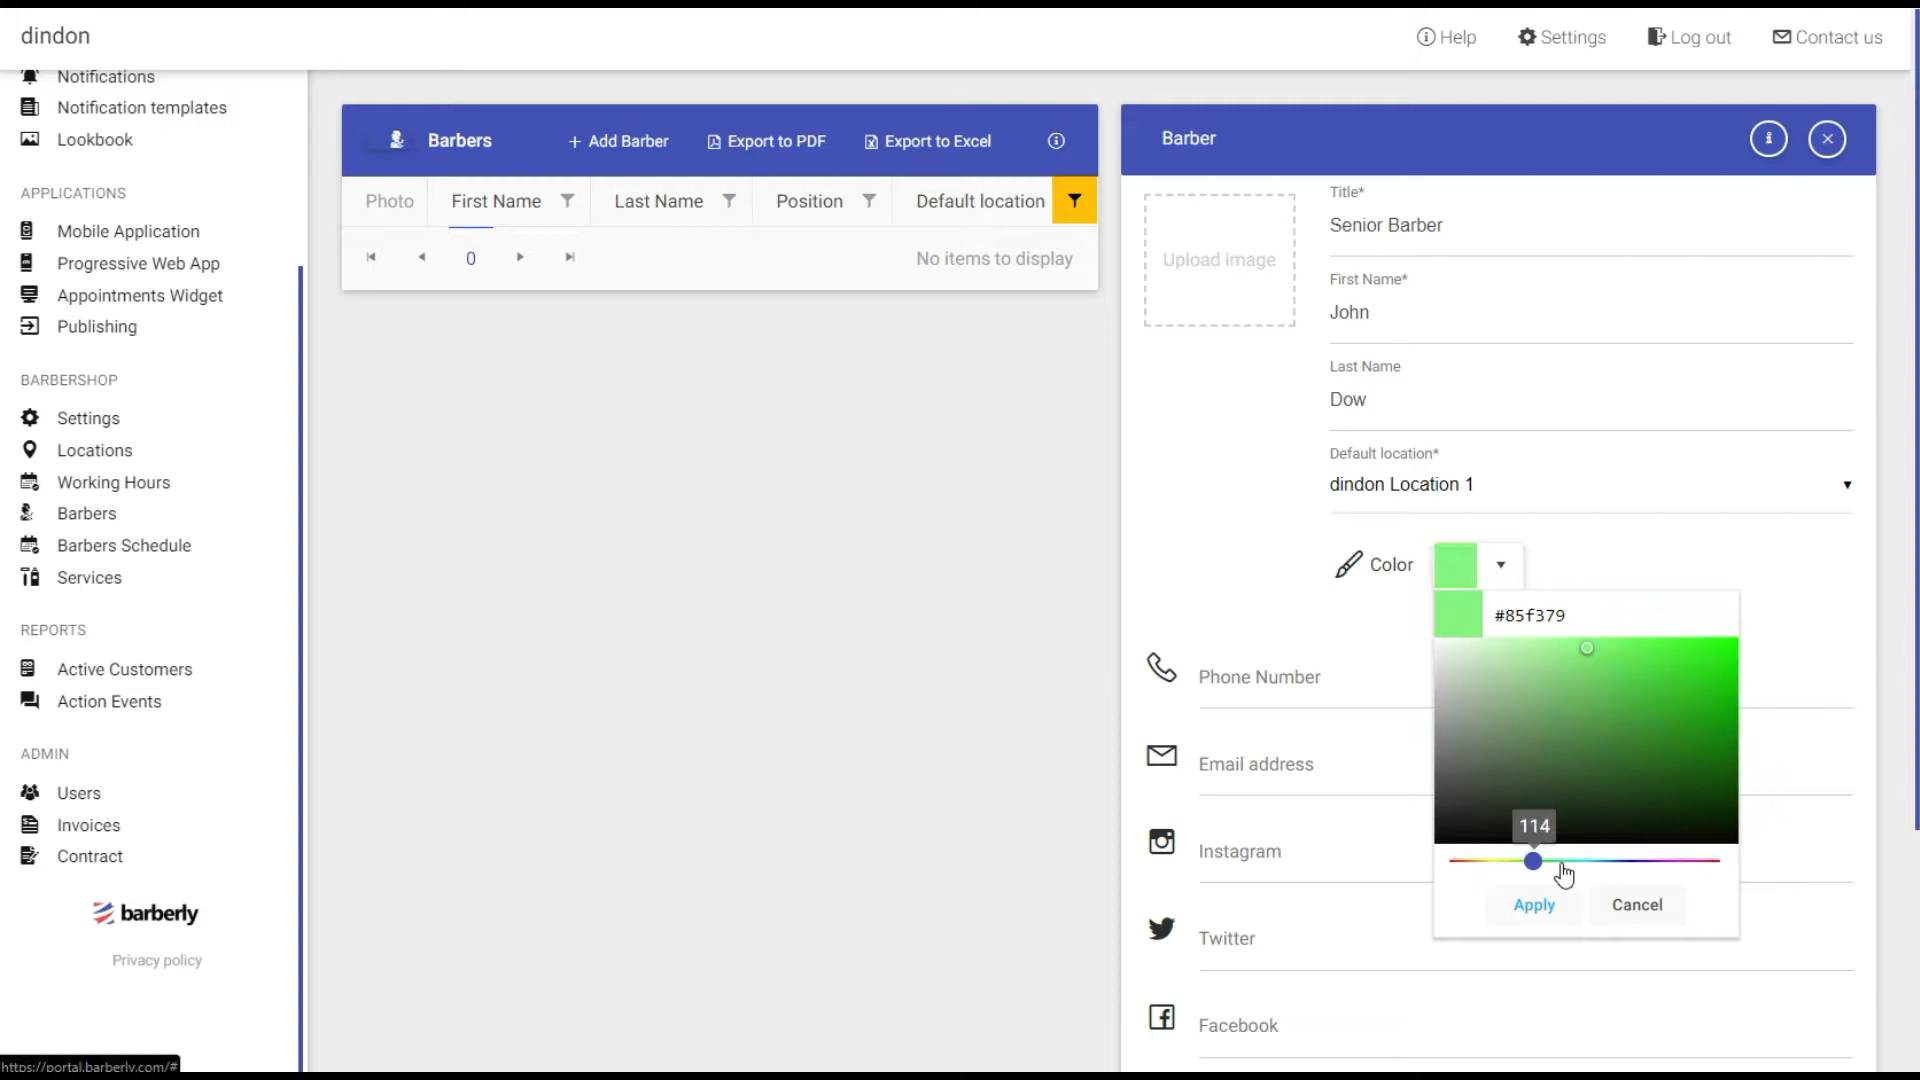 dindon
Help
Settings
Log out
Contact us
Notifications
Notification templates
Lookbook
APPLICATIONS
Mobile Application
Progressive Web App
Appointments Widget
Publishing
BARBERSHOP
Settings
Locations
Working Hours
Barbers
Barbers Schedule
Services
REPORTS
Active Customers
Action Events
ADMIN
Users
Invoices
Contract
barberly
Privacy policy
https://portal.barberly.com/#
Barbers
+ Add Barber
Export to PDF
Export to Excel
Photo
First Name
Last Name
Position
Default location
0
No items to display
Barber
Upload image
Title*
Senior Barber
First Name*
John
Last Name
Dow
Default location*
dindon Location 1
Color
#85f379
114
Apply
Cancel
Phone Number
Email address
Instagram
Twitter
Facebook